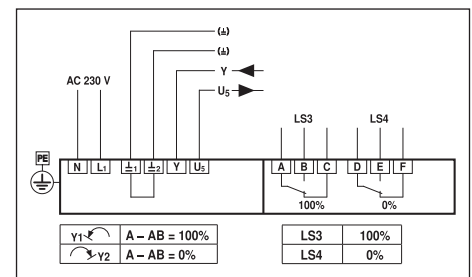 (⏚)
(⏚)
Y
AC 230 V
U5
LS3 LS4
PE
N L1 ⊥1 ⊥2 Y U5 A B C D E F
100% 0%
Y1 A – AB = 100%
Y2 A – AB = 0%
LS3 100%
LS4 0%